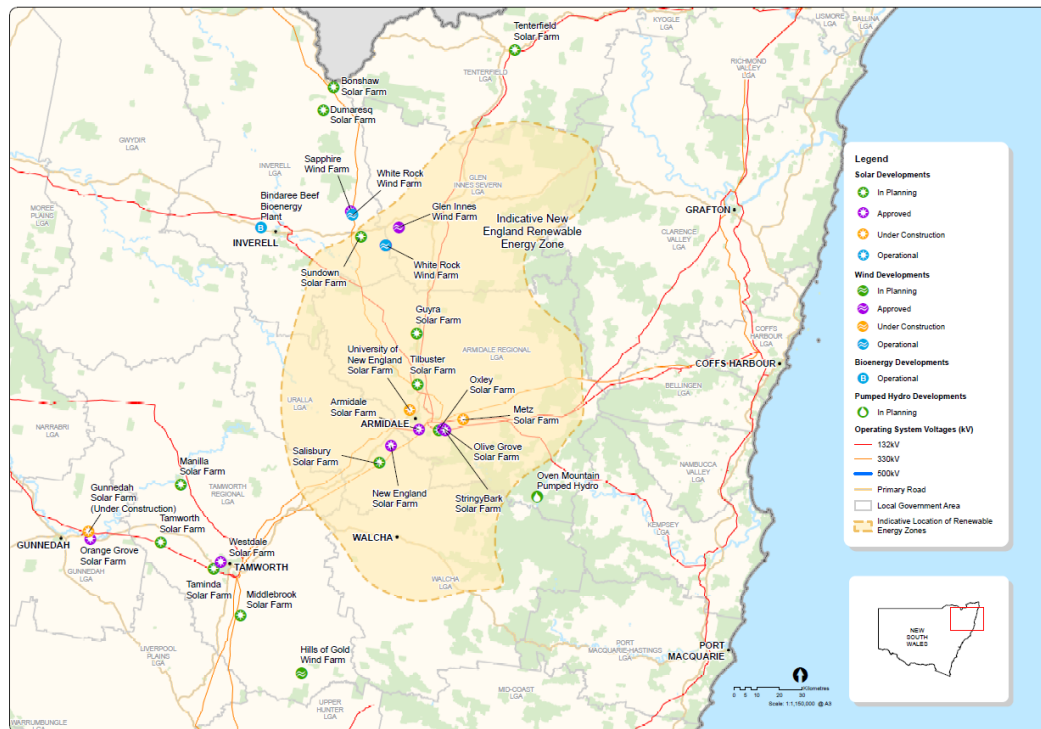 Tenterfield
Solar Farm
KYOGLE
LGA
LISMORE
LGA
BALLINA
LGA
RICHMOND
VALLEY
LGA
TENTERFIELD
LGA
Bonshaw
Solar Farm
Dumaresq
Solar Farm
GWYDIR
LGA
INVERELL
LGA
Sapphire
Wind Farm
White Rock
Wind Farm
GLEN
INNES SEVERN
LGA
Bindaree Beef
Bioenergy
Plant
B
INVERELL
MOREE
PLAINS
LGA
Glen Innes
Wind Farm
Indicative New
England Renewable
Energy Zone
GRAFTON
CLARENCE
VALLEY
LGA
White Rock
Wind Farm
Sundown
Solar Farm
Guyra
Solar Farm
University of
New England
Solar Farm
Tilbuster
Solar Farm
ARMIDALE REGIONAL
LGA
COFFS
HARBOUR
LGA
COFFS HARBOUR
BELLINGEN
LGA
Oxley
Solar Farm
URALLA
LGA
Armidale
Solar Farm
ARMIDALE
Metz
Solar Farm
NARRABRI
LGA
Salisbury
Solar Farm
Olive Grove
Solar Farm
Manilla
Solar Farm
TAMWORTH
REGIONAL
LGA
New England
Solar Farm
StringyBark
Solar Farm
Oven Mountain
Pumped Hydro
NAMBUCCA
VALLEY
LGA
Gunnedah
Solar Farm
(Under Construction)
Tamworth
Solar Farm
KEMPSEY
LGA
GUNNEDAH
Orange Grove
Solar Farm
GUNNEDAH
LGA
Westdale
Solar Farm
TAMWORTH
WALCHA
Taminda
Solar Farm
WALCHA
LGA
Middlebrook
Solar Farm
LIVERPOOL
PLAINS
LGA
Hills of Gold
Wind Farm
PORT
MACQUARIE-HASTINGS
LGA
PORT
MACQUARIE
MID-COAST
LGA
UPPER
HUNTER
LGA
WARRUMBUNGLE
LGA
Legend
Solar Developments
In Planning
Approved
Under Construction
Operational
Wind Developments
In Planning
Approved
Under Construction
Operational
Bioenergy Developments
B Operational
Pumped Hydro Developments
In Planning
Operating System Voltages (kV)
132kV
330kV
500kV
Primary Road
Local Government Area
Indicative Location of Renewable
Energy Zones
NEW
SOUTH
WALES
0 5 10 20 30 Kilometres
Scale: 1:1,150,000 @ A3